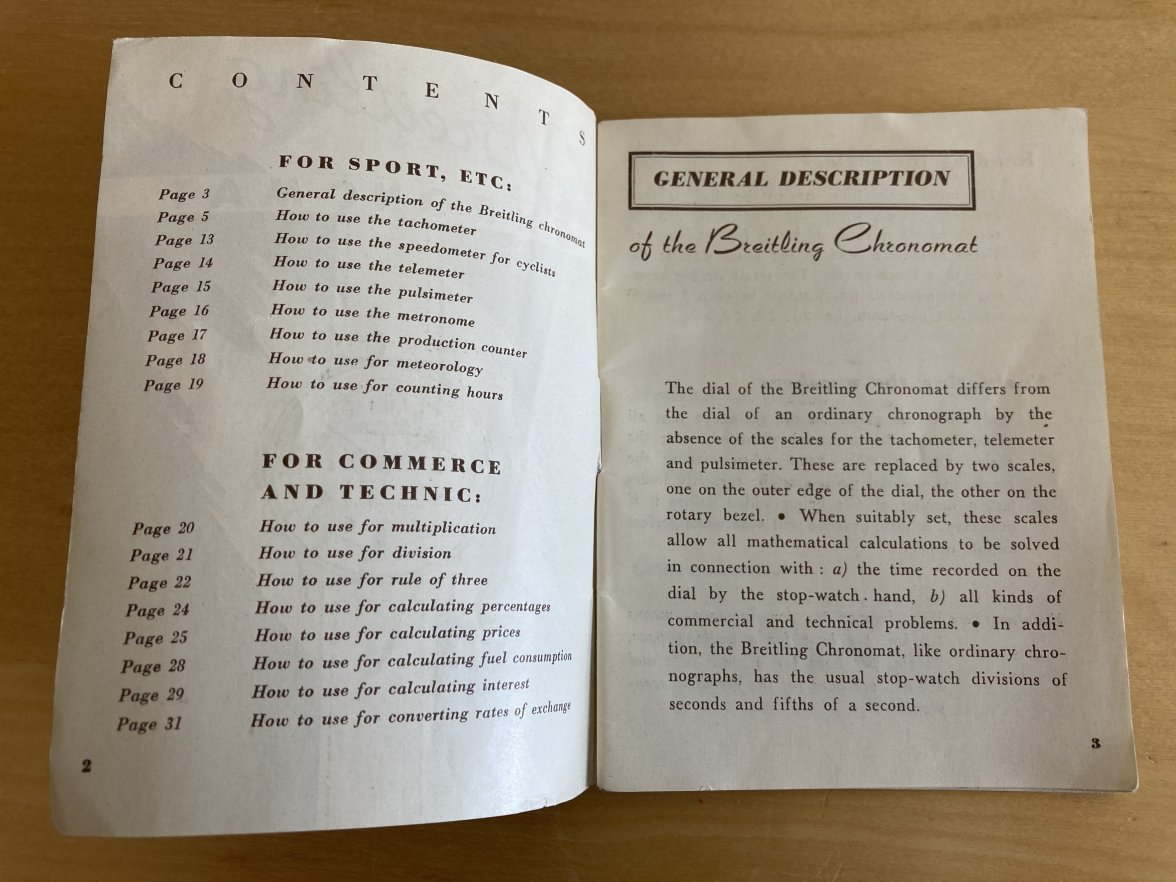 CONTENTS
FOR SPORT, ETC:
Page 3 General description of the Breitling chronomat
Page 5 How to use the tachometer
Page 13 How to use the speedometer for cyclists
Page 14 How to use the telemeter
Page 15 How to use the pulsimeter
Page 16 How to use the metronome
Page 17 How to use the production counter
Page 18 How to use for meteorology
Page 19 How to use for counting hours
FOR COMMERCE
AND TECHNIC:
Page 20 How to use for multiplication
Page 21 How to use for division
Page 22 How to use for rule of three
Page 24 How to use for calculating percentages
Page 25 How to use for calculating prices
Page 28 How to use for calculating fuel consumption
Page 29 How to use for calculating interest
Page 31 How to use for converting rates of exchange
2
GENERAL DESCRIPTION
of the Breitling Chronomat
The dial of the Breitling Chronomat differs from
the dial of an ordinary chronograph by the
absence of the scales for the tachometer, telemeter
and pulsimeter. These are replaced by two scales,
one on the outer edge of the dial, the other on the
rotary bezel. • When suitably set, these scales
allow all mathematical calculations to be solved
in connection with : a) the time recorded on the
dial by the stop-watch hand, b) all kinds of
commercial and technical problems. • In addi-
tion, the Breitling Chronomat, like ordinary chro-
nographs, has the usual stop-watch divisions of
seconds and fifths of a second.
3